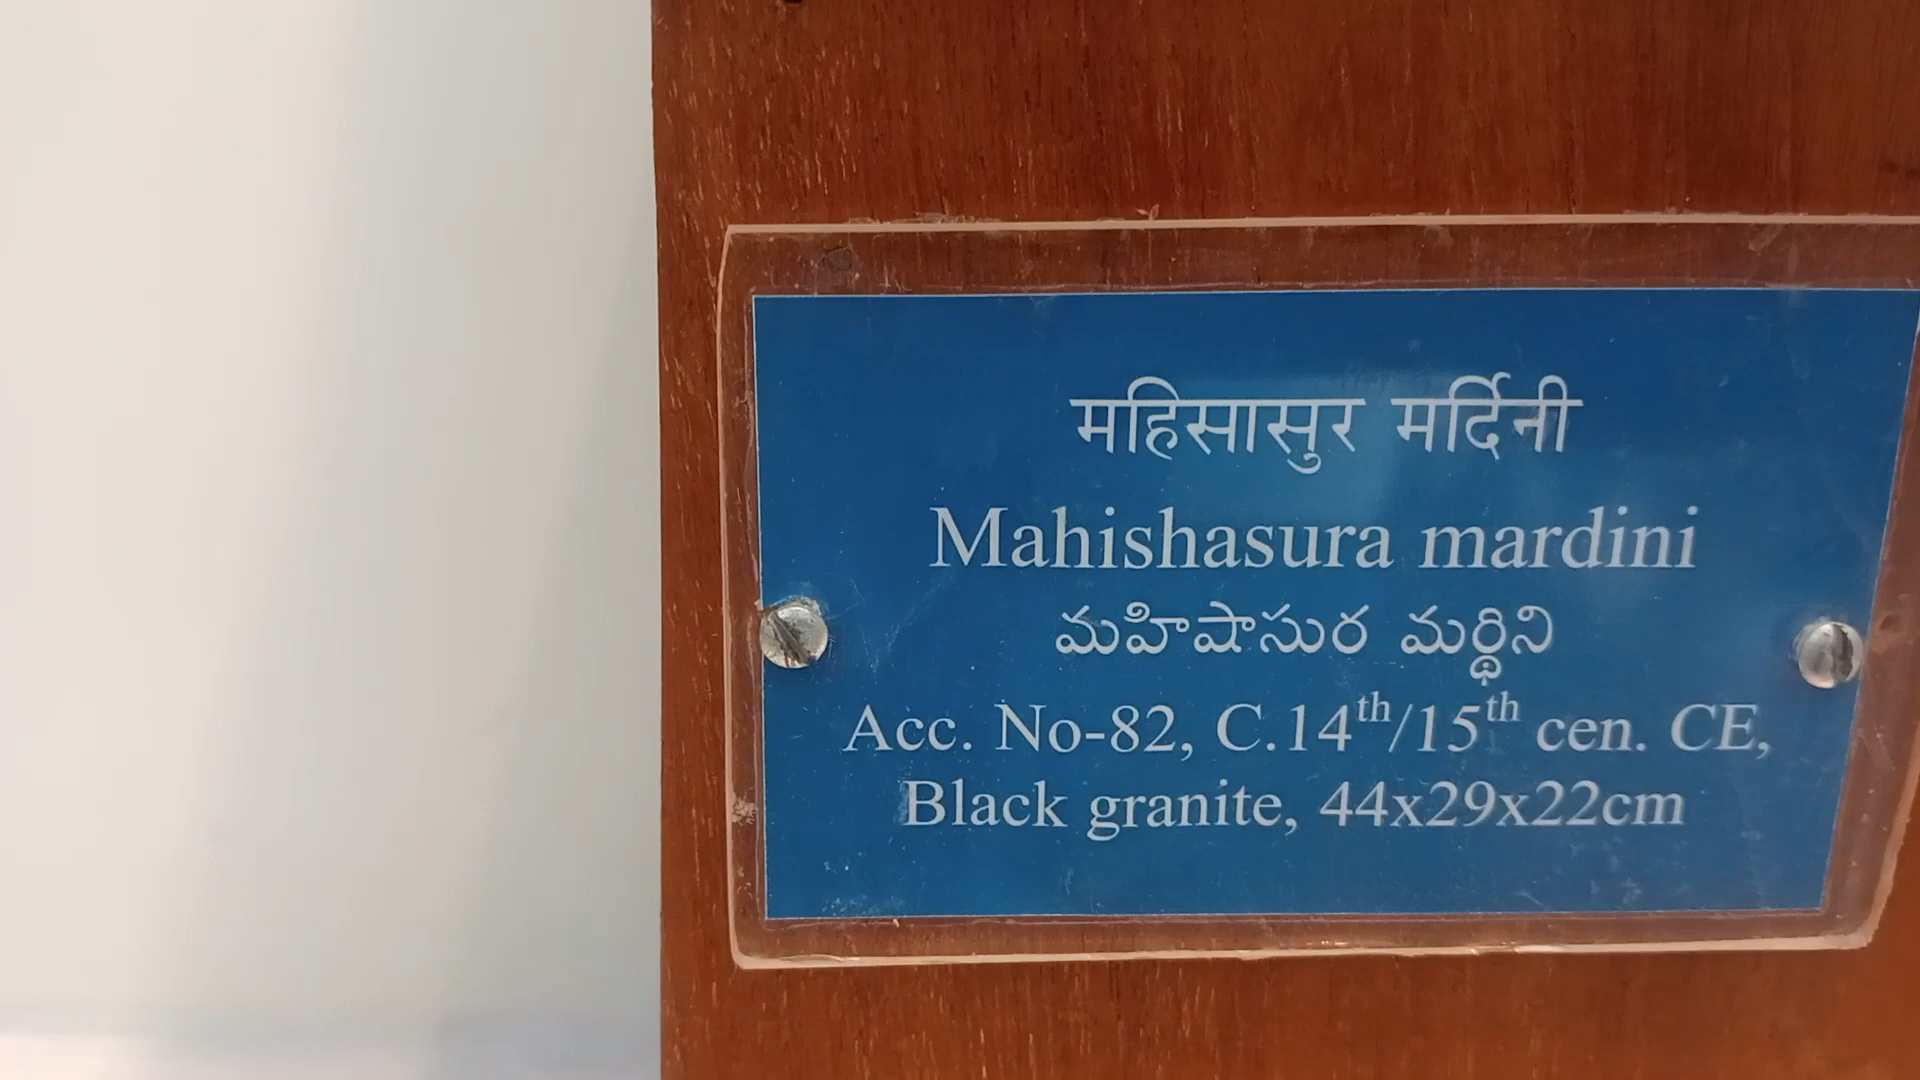 महिसासुर मर्दिनी
Mahishasura mardini
మహిషాసుర మర్థిని
Acc. No-82, C.14th/15th cen. CE,
Black granite, 44x29x22cm